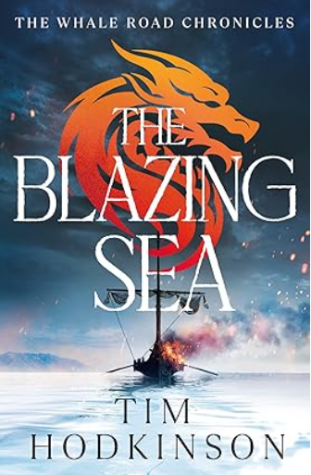 THE WHALE ROAD CHRONICLES
THE
BLAZING
SEA
TIM
HODKINSON